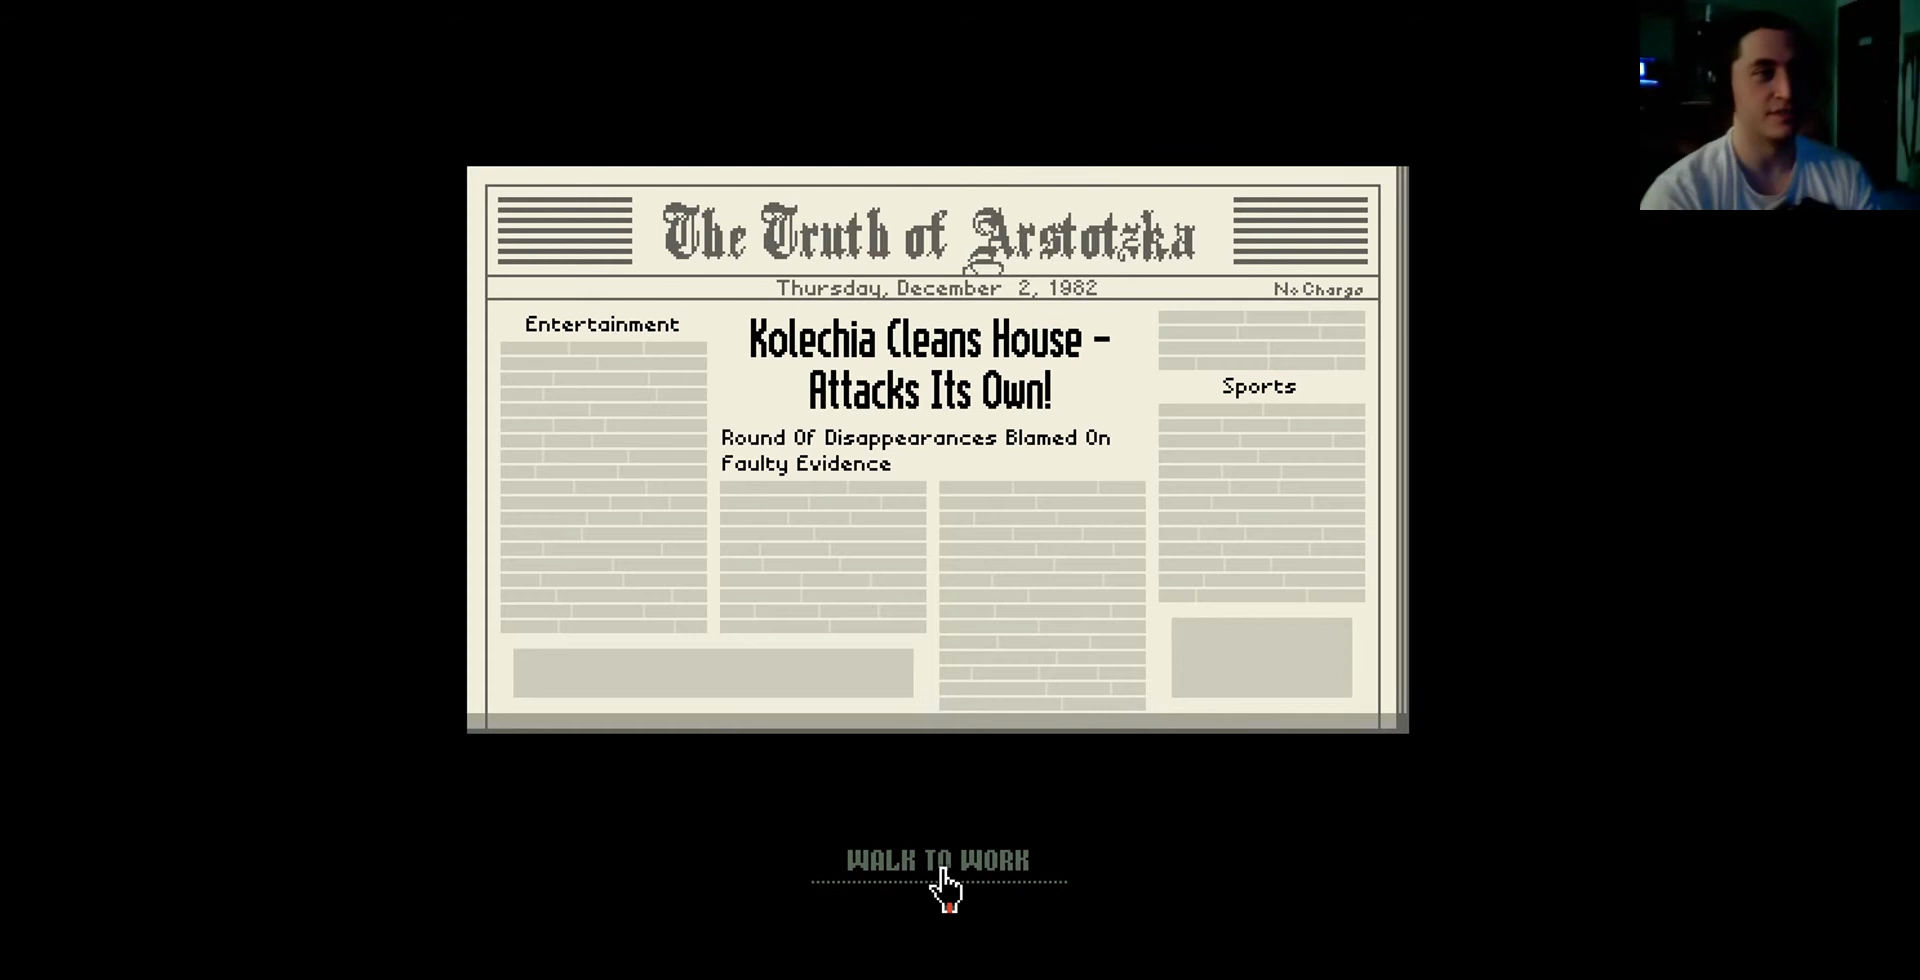 The Truth of Arstotzka
Thursday, December 2, 1982
No Charge
Entertainment
Kolechia Cleans House -
Attacks Its Own!
Round Of Disappearances Blamed On
Faulty Evidence
Sports
WALK TO WORK